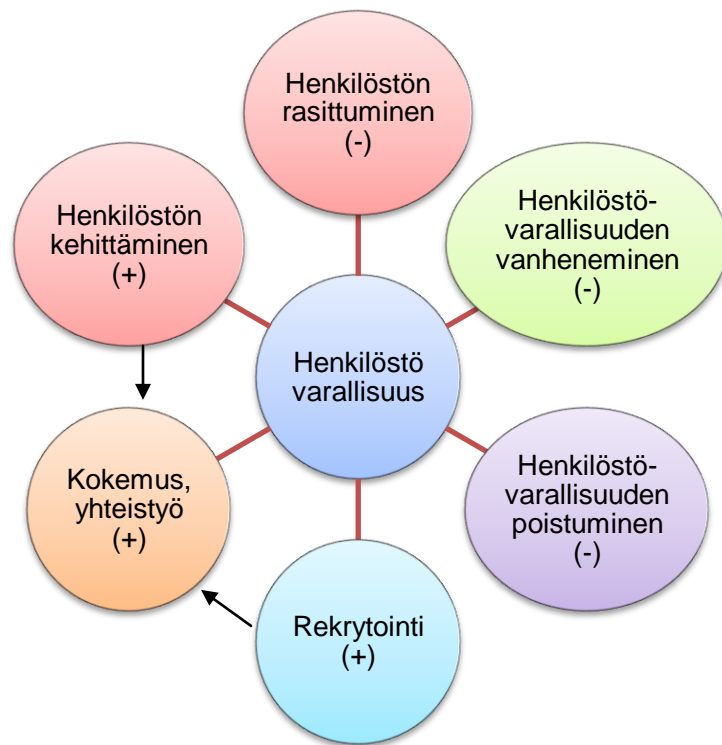 Henkilöstön
rasittuminen
(-)
Henkilöstön
kehittäminen
(+)
Henkilöstö-
varallisuuden
vanheneminen
(-)
Henkilöstö
varallisuus
Kokemus,
yhteistyö
(+)
Henkilöstö-
varallisuuden
poistuminen
(-)
Rekrytointi
(+)